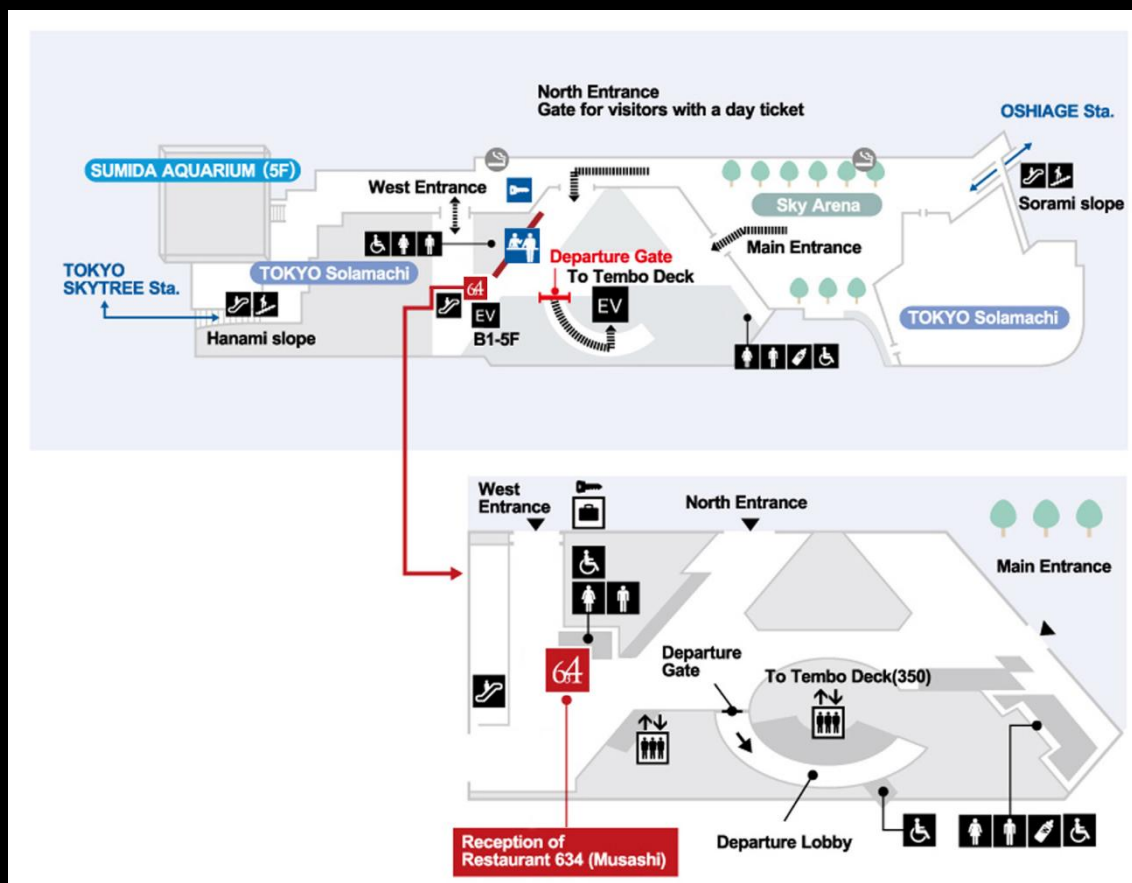 North Entrance
Gate for visitors with a day ticket
OSHIAGE Sta.
SUMIDA AQUARIUM (5F)
West Entrance
Sky Arena
Sorami slope
Main Entrance
Departure Gate
To Tembo Deck
TOKYO
SKYTREE Sta.
TOKYO Solamachi
634
EV
EV
B1-5F
TOKYO Solamachi
Hanami slope
West
Entrance
North Entrance
Main Entrance
634
Departure
Gate
To Tembo Deck(350)
Reception of
Restaurant 634 (Musashi)
Departure Lobby